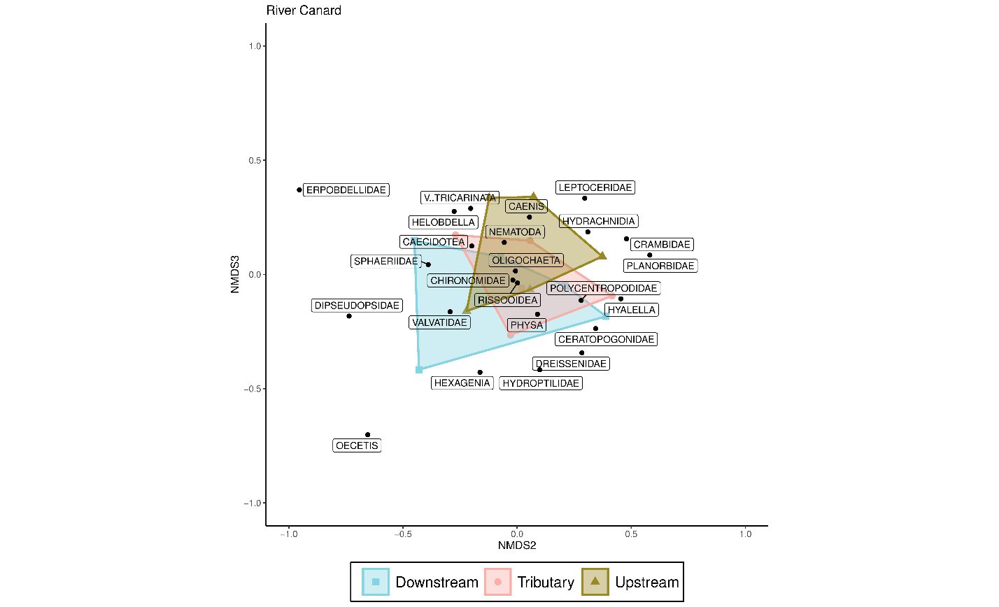 River Canard
1.0
0.5
0.0
−0.5
−1.0
NMDS3
ERPOBDELLIDAE
LEPTOCERIDAE
V..TRICARINATA
CAENIS
HELOBDELLA
HYDRACHNIDIA
NEMATODA
CAECIDOTEA
CRAMBIDAE
SPHAERIIDAE
OLIGOCHAETA
PLANORBIDAE
CHIRONOMIDAE
POLYCENTROPODIDAE
RISSOOIDEA
DIPSEUDOPSIDAE
HYALELLA
VALVATIDAE
PHYSA
CERATOPOGONIDAE
DREISSENIDAE
HEXAGENIA
HYDROPTILIDAE
OECETIS
−1.0 −0.5 0.0 0.5 1.0
NMDS2
Downstream Tributary Upstream